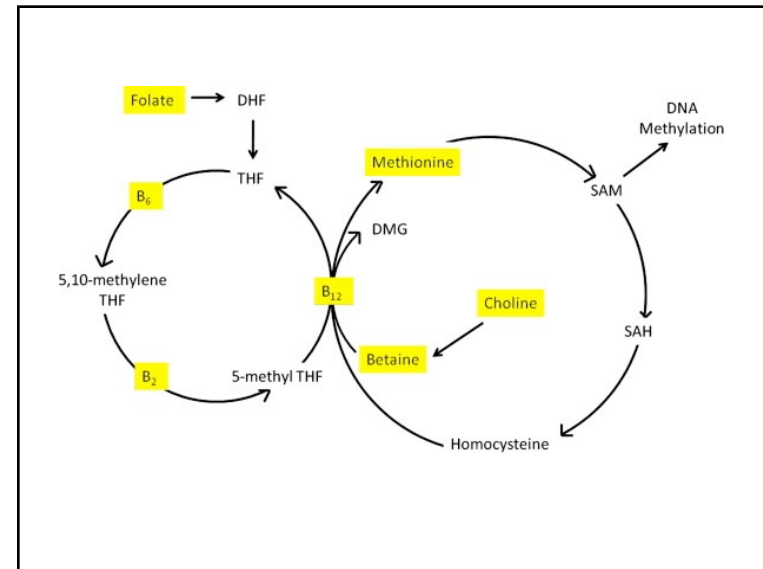 Folate
DHF
DNA
Methylation
Methionine
THF
SAM
B₆
DMG
5,10-methylene
THF
B₁₂
Choline
SAH
Betaine
B₂
5-methyl THF
Homocysteine